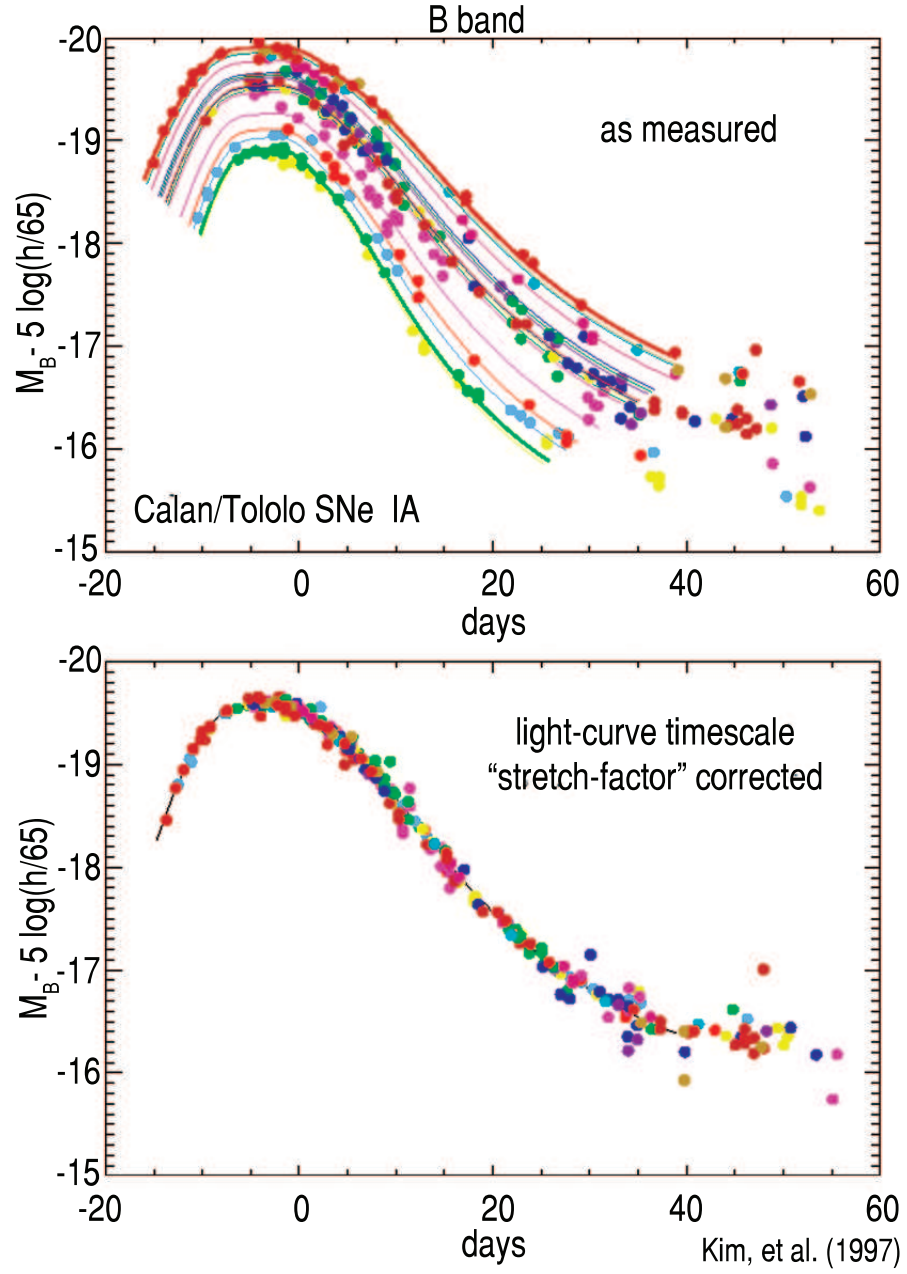 B band
-20
as measured
-19
-18
M_B - 5 log(h/65)
-17
-16
Calan/Tololo SNe IA
-15
-20 0 20 40 60
days
-20
light-curve timescale
“stretch-factor” corrected
-19
-18
M_B - 5 log(h/65)
-17
-16
-15
-20 0 20 40 60
days
Kim, et al. (1997)